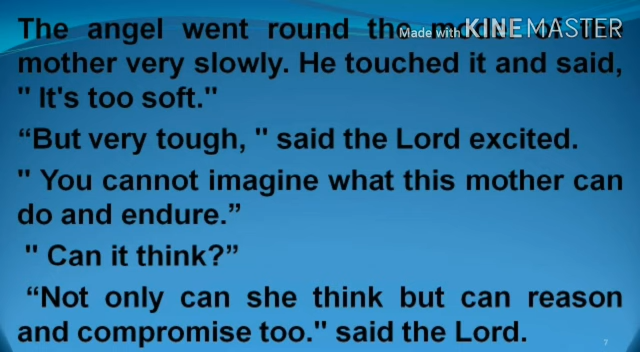 The angel went round the
Made with KINEMASTER
mother very slowly. He touched it and said,
" It's too soft."
“But very tough, " said the Lord excited.
" You cannot imagine what this mother can
do and endure.”
" Can it think?”
“Not only can she think but can reason
and compromise too." said the Lord.
7